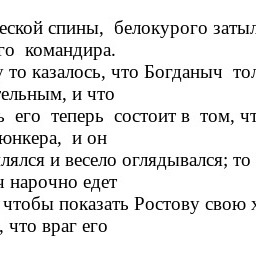 еской спины, белокурого затыл
го командира.
у то казалось, что Богданыч тол
тельным, и что
ь его теперь состоит в том, чт
юнкера, и он
лялся и весело оглядывался; то
ч нарочно едет
чтобы показать Ростову свою х
, что враг его